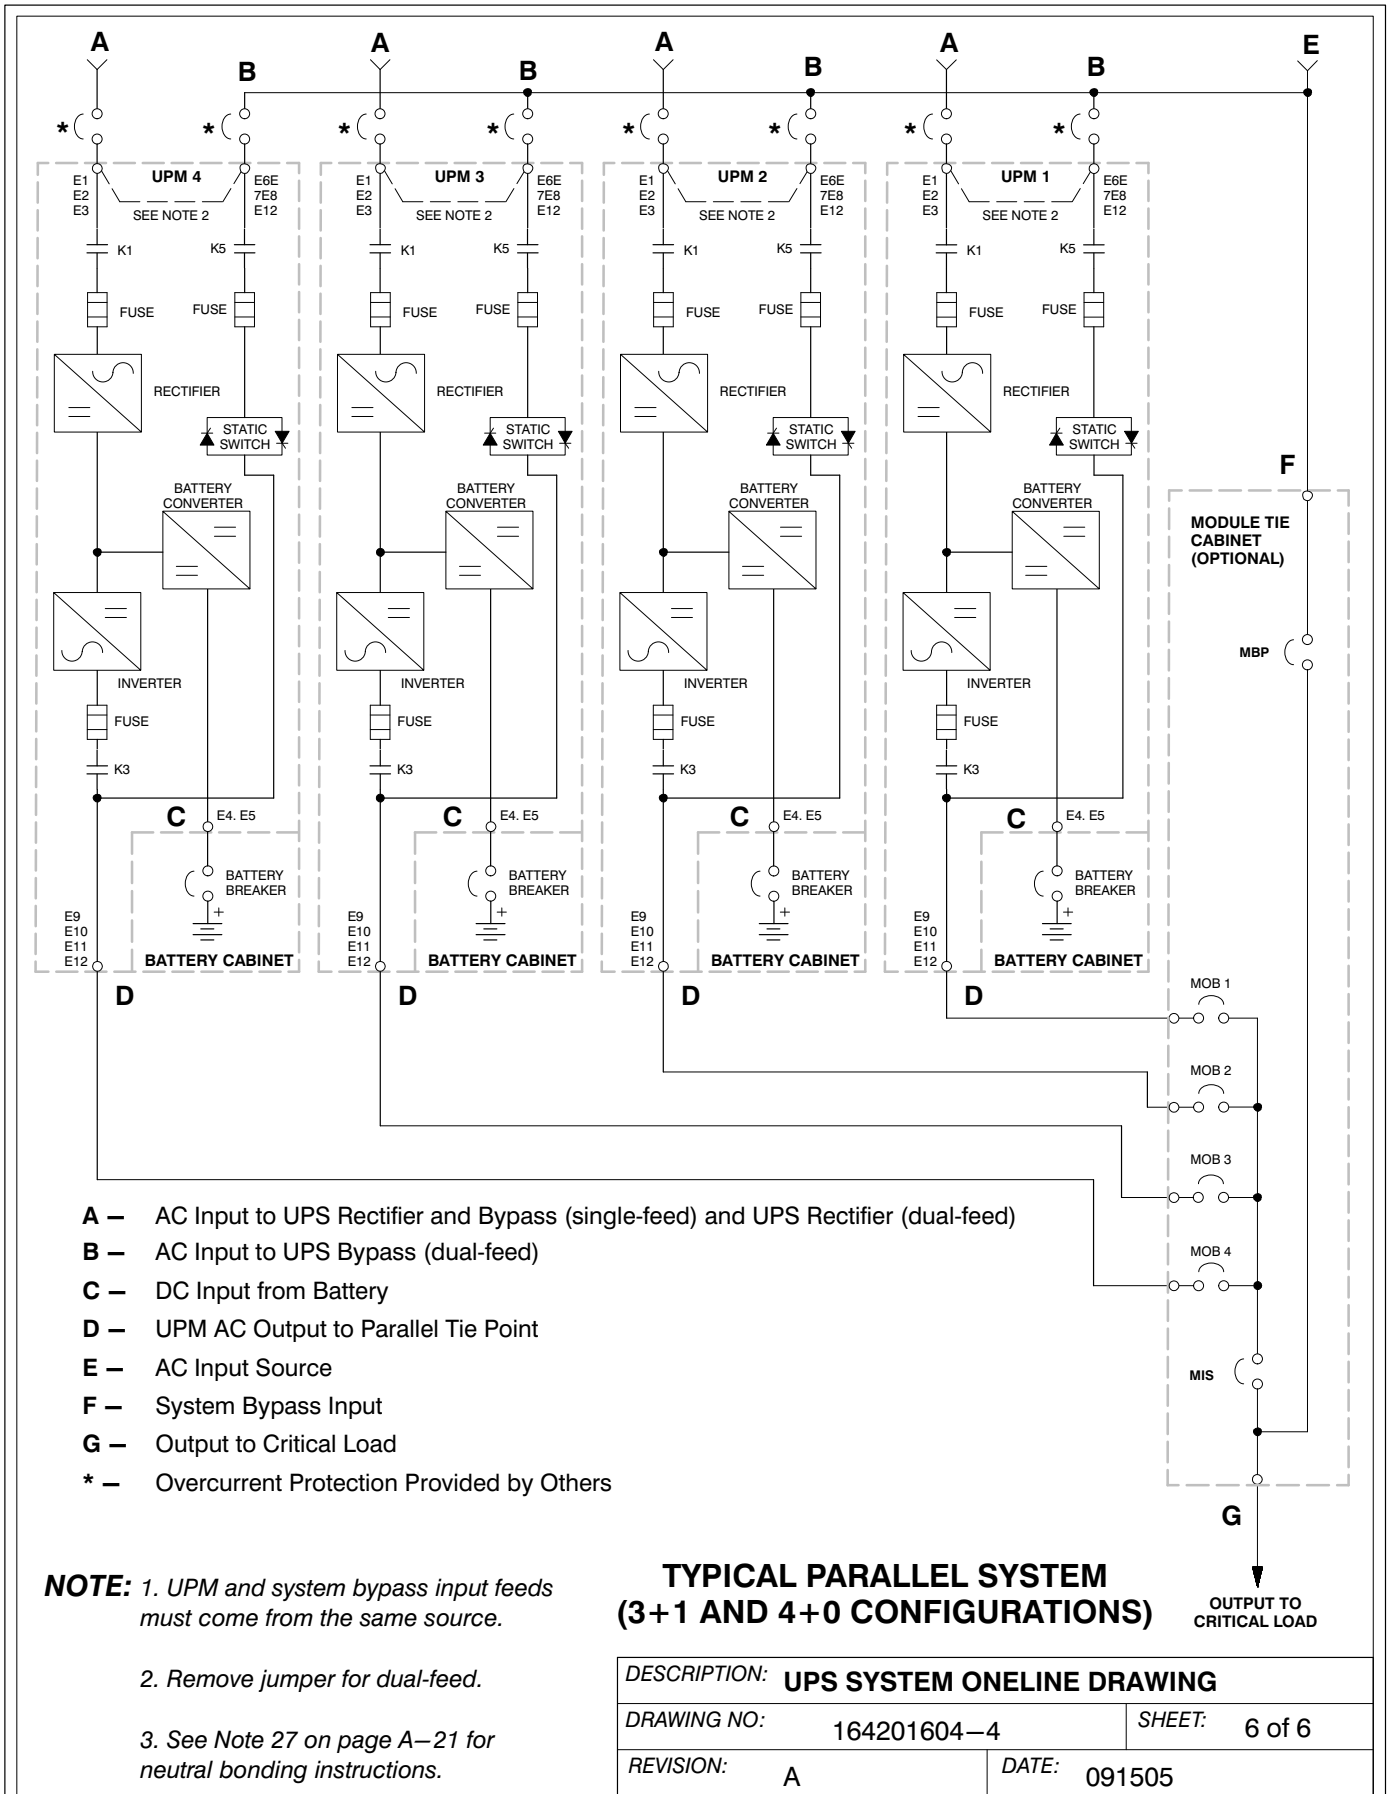 A A A A E
B B B B
* * * * * * * *
UPM 4 UPM 3 UPM 2 UPM 1
E1 E6E E1 E6E E1 E6E E1 E6E
E2 7E8 E2 7E8 E2 7E8 E2 7E8
E3 E12 E3 E12 E3 E12 E3 E12
SEE NOTE 2 SEE NOTE 2 SEE NOTE 2 SEE NOTE 2
K1 K5 K1 K5 K1 K5 K1 K5
FUSE FUSE FUSE FUSE FUSE FUSE FUSE FUSE
RECTIFIER RECTIFIER RECTIFIER RECTIFIER
STATIC STATIC STATIC STATIC
SWITCH SWITCH SWITCH SWITCH
F
BATTERY BATTERY BATTERY BATTERY
CONVERTER CONVERTER CONVERTER CONVERTER
MODULE TIE
CABINET
(OPTIONAL)
MBP
INVERTER INVERTER INVERTER INVERTER
FUSE FUSE FUSE FUSE
K3 K3 K3 K3
C E4. E5 C E4. E5 C E4. E5 C E4. E5
BATTERY BATTERY BATTERY BATTERY
BREAKER BREAKER BREAKER BREAKER
+ + + +
E9 E9 E9 E9
E10 E10 E10 E10
E11 E11 E11 E11
E12 BATTERY CABINET E12 BATTERY CABINET E12 BATTERY CABINET E12 BATTERY CABINET
D D D D
MOB 1
MOB 2
MOB 3
MOB 4
MIS
A – AC Input to UPS Rectifier and Bypass (single-feed) and UPS Rectifier (dual-feed)
B – AC Input to UPS Bypass (dual-feed)
C – DC Input from Battery
D – UPM AC Output to Parallel Tie Point
E – AC Input Source
F – System Bypass Input
G – Output to Critical Load
* – Overcurrent Protection Provided by Others
G
OUTPUT TO
CRITICAL LOAD
NOTE: 1. UPM and system bypass input feeds
must come from the same source.
2. Remove jumper for dual-feed.
3. See Note 27 on page A–21 for
neutral bonding instructions.
TYPICAL PARALLEL SYSTEM
(3+1 AND 4+0 CONFIGURATIONS)
DESCRIPTION: UPS SYSTEM ONELINE DRAWING
DRAWING NO: 164201604–4 SHEET: 6 of 6
REVISION: A DATE: 091505